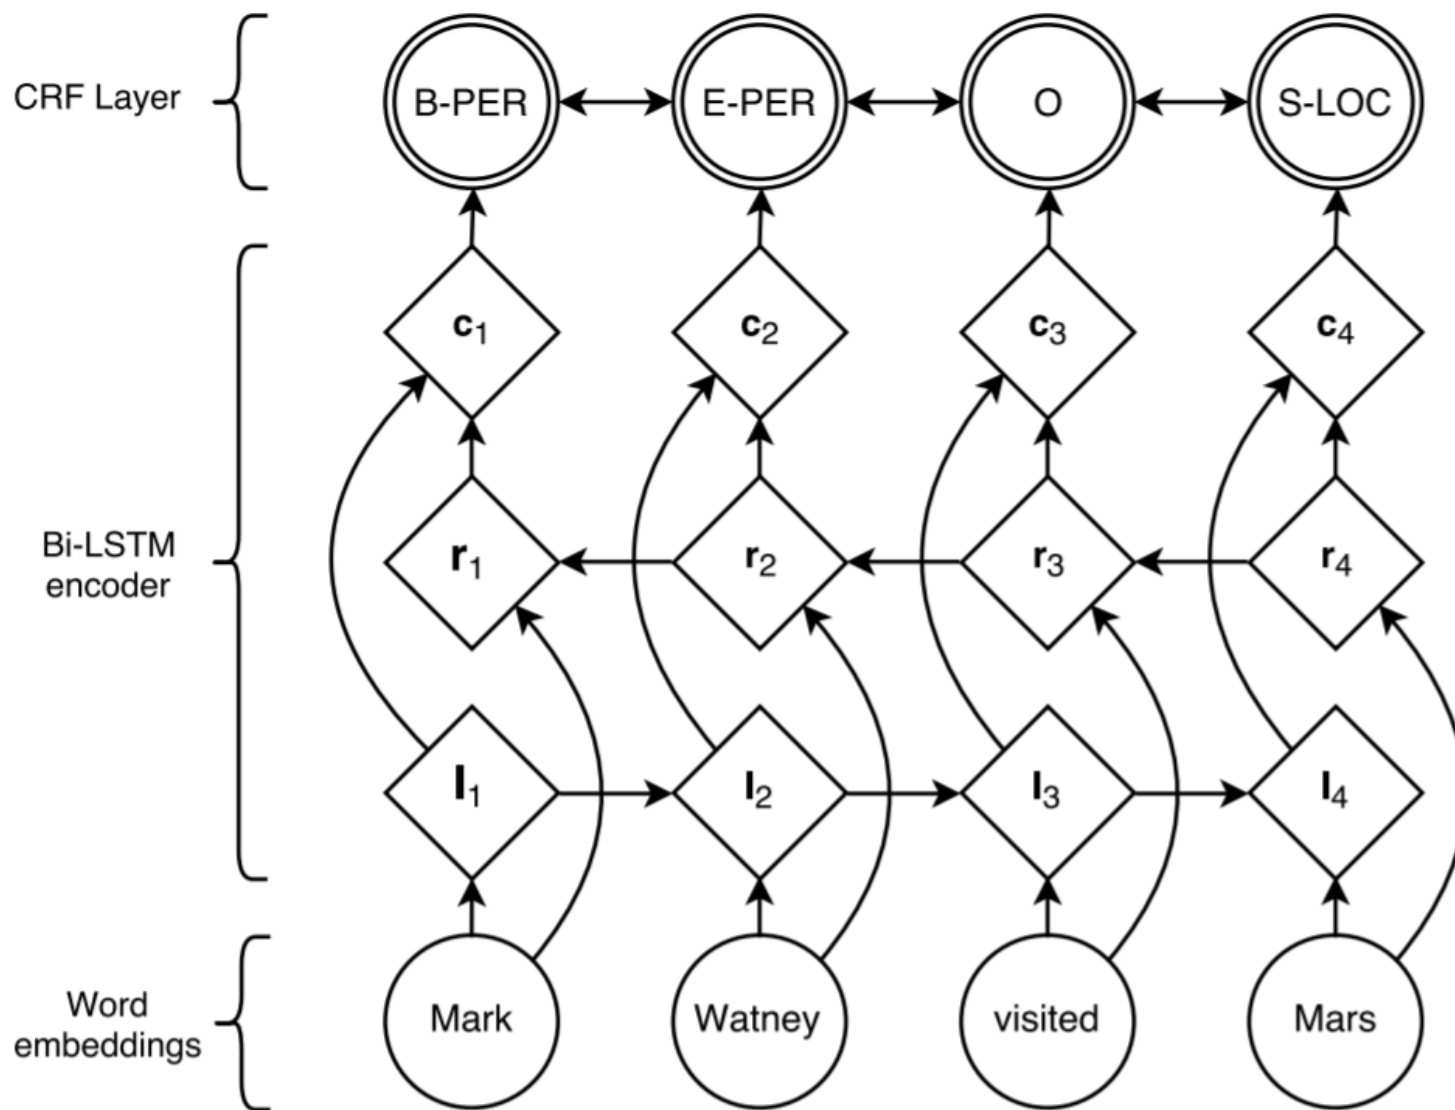 CRF Layer
B-PER
E-PER
O
S-LOC
c1
c2
c3
c4
Bi-LSTM
encoder
r1
r2
r3
r4
l1
l2
l3
l4
Word
embeddings
Mark
Watney
visited
Mars